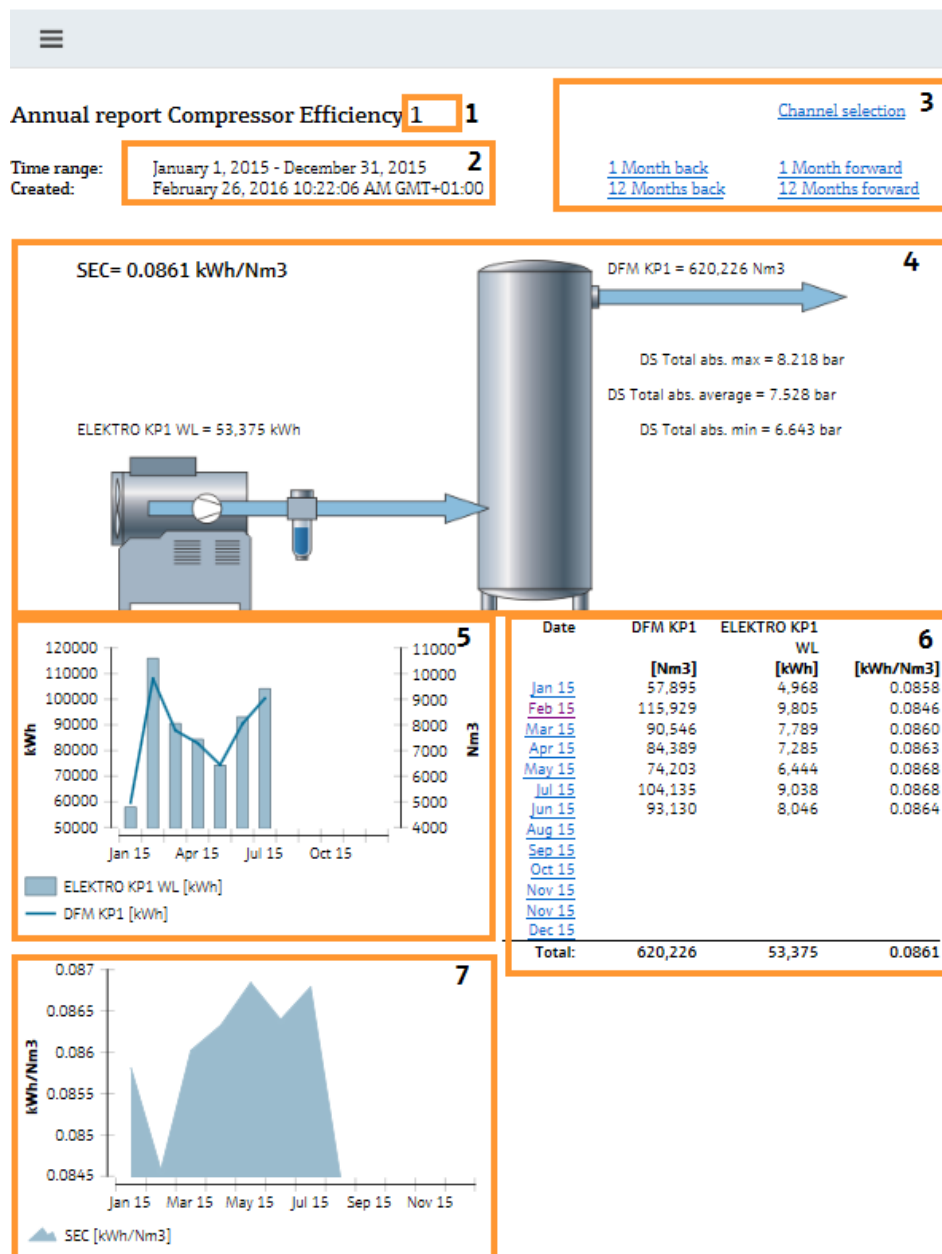 Annual report Compressor Efficiency 1
1
Channel selection
3
Time range: January 1, 2015 - December 31, 2015
2
Created: February 26, 2016 10:22:06 AM GMT+01:00
1 Month back 1 Month forward
12 Months back 12 Months forward
4
SEC= 0.0861 kWh/Nm3
DFM KP1 = 620,226 Nm3
DS Total abs. max = 8.218 bar
DS Total abs. average = 7.528 bar
DS Total abs. min = 6.643 bar
ELEKTRO KP1 WL = 53,375 kWh
5
120000
110000
100000
90000
80000
70000
60000
50000
kWh
11000
10000
9000
8000
7000
6000
5000
4000
Nm3
Jan 15 Apr 15 Jul 15 Oct 15
ELEKTRO KP1 WL [kWh]
DFM KP1 [kWh]
6
Date DFM KP1 ELEKTRO KP1
WL
[Nm3] [kWh] [kWh/Nm3]
Jan 15 57,895 4,968 0.0858
Feb 15 115,929 9,805 0.0846
Mar 15 90,546 7,789 0.0860
Apr 15 84,389 7,285 0.0863
May 15 74,203 6,444 0.0868
Jul 15 104,135 9,038 0.0868
Jun 15 93,130 8,046 0.0864
Aug 15
Sep 15
Oct 15
Nov 15
Nov 15
Dec 15
Total: 620,226 53,375 0.0861
7
0.087
0.0865
0.086
0.0855
0.085
0.0845
kWh/Nm3
Jan 15 Mar 15 May 15 Jul 15 Sep 15 Nov 15
SEC [kWh/Nm3]